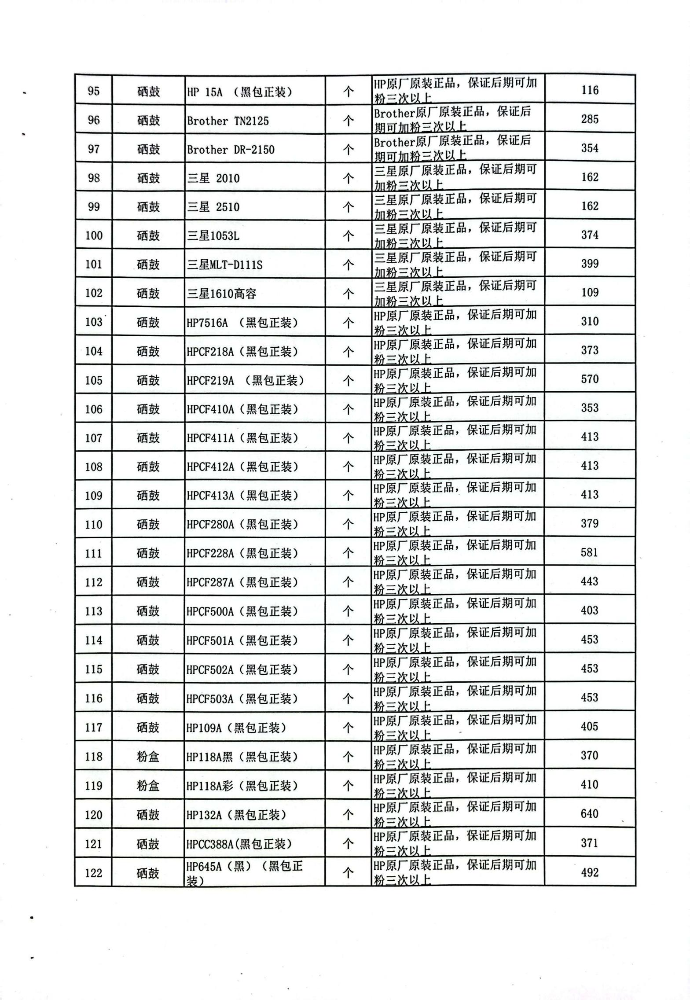 95 硒鼓 HP 15A （黑包正装） 个 HP原厂原装正品，保证后期可加 116
粉三次以上
96 硒鼓 Brother TN2125 个 Brother原厂原装正品，保证后 285
期可加粉三次以上
97 硒鼓 Brother DR-2150 个 Brother原厂原装正品，保证后 354
期可加粉三次以上
98 硒鼓 三星 2010 个 三星原厂原装正品，保证后期可 162
加粉三次以上
99 硒鼓 三星 2510 个 三星原厂原装正品，保证后期可 162
加粉三次以上
100 硒鼓 三星1053L 个 三星原厂原装正品，保证后期可 374
加粉三次以上
101 硒鼓 三星MLT-D111S 个 三星原厂原装正品，保证后期可 399
加粉三次以上
102 硒鼓 三星1610高容 个 三星原厂原装正品，保证后期可 109
加粉三次以上
103 硒鼓 HP7516A （黑包正装） 个 HP原厂原装正品，保证后期可加 310
粉三次以上
104 硒鼓 HPCF218A（黑包正装） 个 HP原厂原装正品，保证后期可加 373
粉三次以上
105 硒鼓 HPCF219A （黑包正装） 个 HP原厂原装正品，保证后期可加 570
粉三次以上
106 硒鼓 HPCF410A（黑包正装） 个 HP原厂原装正品，保证后期可加 353
粉三次以上
107 硒鼓 HPCF411A（黑包正装） 个 HP原厂原装正品，保证后期可加 413
粉三次以上
108 硒鼓 HPCF412A（黑包正装） 个 HP原厂原装正品，保证后期可加 413
粉三次以上
109 硒鼓 HPCF413A（黑包正装） 个 HP原厂原装正品，保证后期可加 413
粉三次以上
110 硒鼓 HPCF280A（黑包正装） 个 HP原厂原装正品，保证后期可加 379
粉三次以上
111 硒鼓 HPCF228A（黑包正装） 个 HP原厂原装正品，保证后期可加 581
粉三次以上
112 硒鼓 HPCF287A（黑包正装） 个 HP原厂原装正品，保证后期可加 443
粉三次以上
113 硒鼓 HPCF500A（黑包正装） 个 HP原厂原装正品，保证后期可加 403
粉三次以上
114 硒鼓 HPCF501A（黑包正装） 个 HP原厂原装正品，保证后期可加 453
粉三次以上
115 硒鼓 HPCF502A（黑包正装） 个 HP原厂原装正品，保证后期可加 453
粉三次以上
116 硒鼓 HPCF503A（黑包正装） 个 HP原厂原装正品，保证后期可加 453
粉三次以上
117 硒鼓 HP109A（黑包正装） 个 HP原厂原装正品，保证后期可加 405
粉三次以上
118 粉盒 HP118A黑（黑包正装） 个 HP原厂原装正品，保证后期可加 370
粉三次以上
119 粉盒 HP118A彩（黑包正装） 个 HP原厂原装正品，保证后期可加 410
粉三次以上
120 硒鼓 HP132A（黑包正装） 个 HP原厂原装正品，保证后期可加 640
粉三次以上
121 硒鼓 HPCC388A(黑包正装） 个 HP原厂原装正品，保证后期可加 371
粉三次以上
122 硒鼓 HP645A（黑）（黑包正 个 HP原厂原装正品，保证后期可加 492
装） 粉三次以上